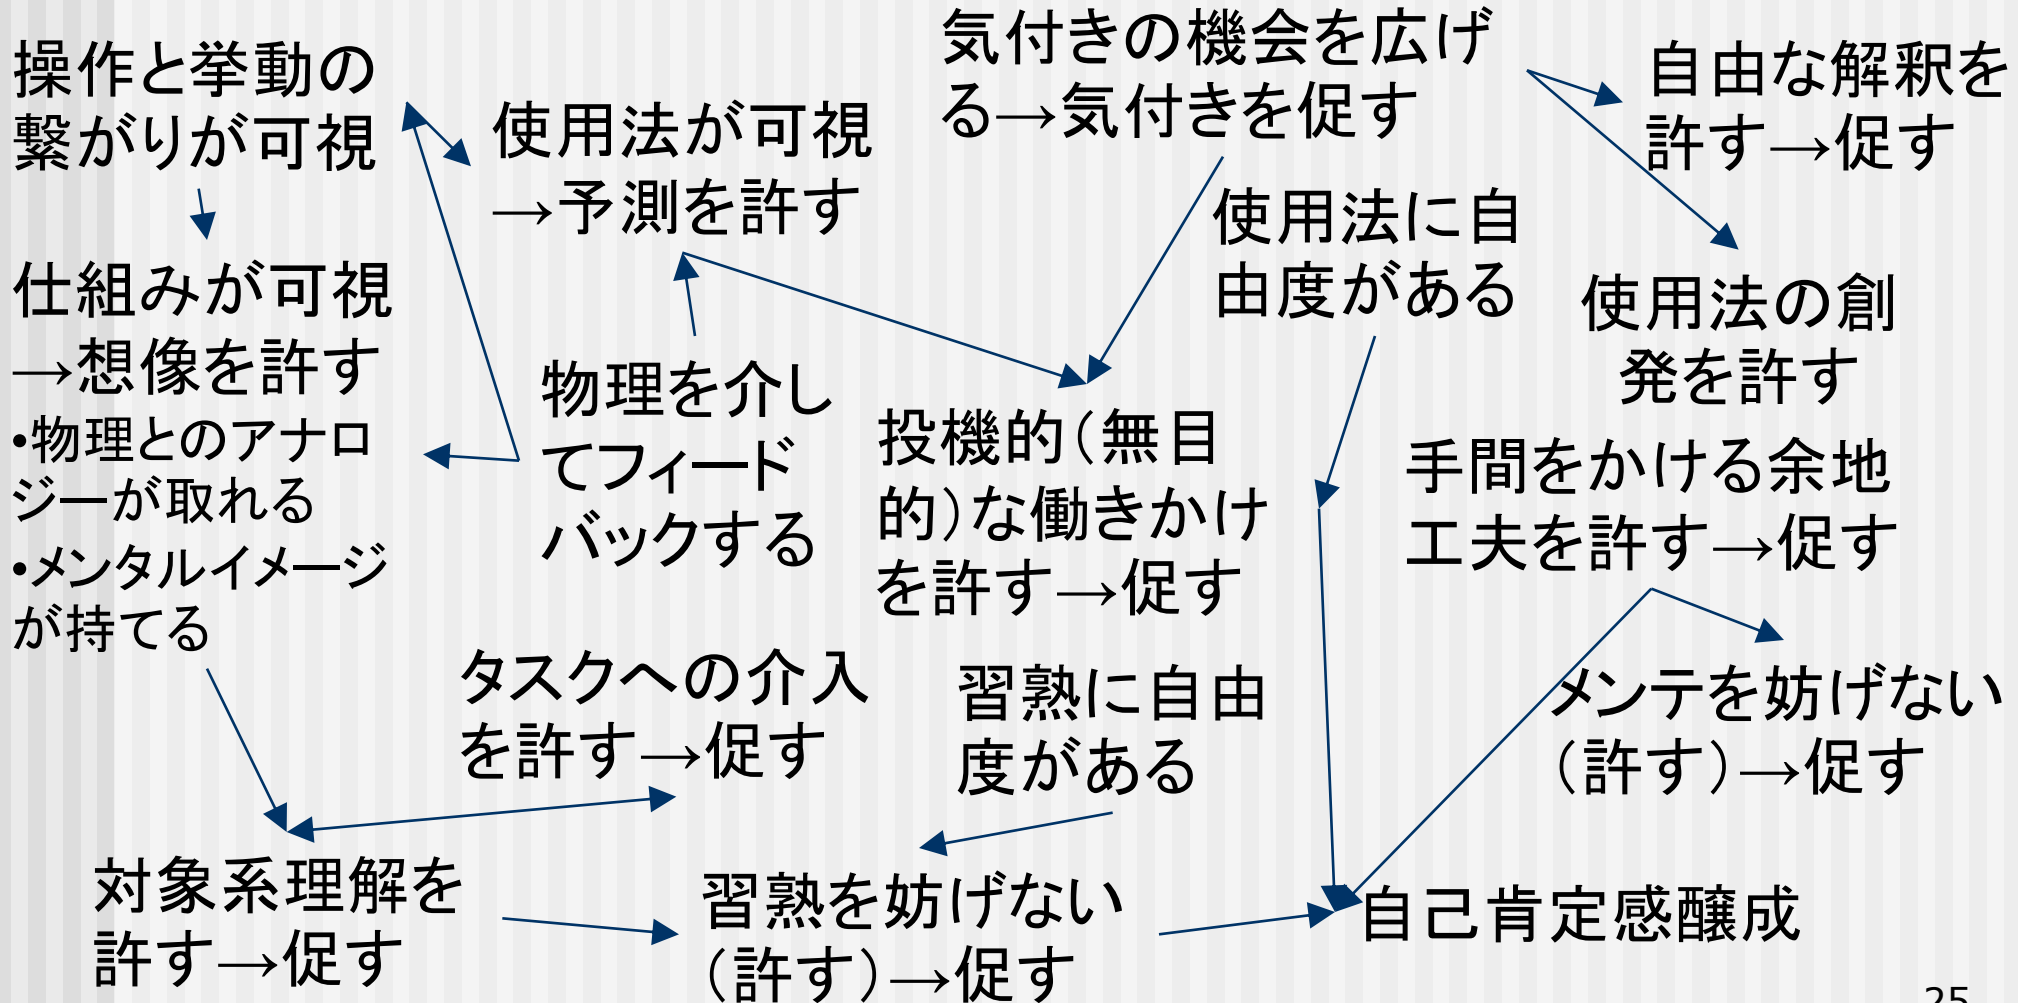 操作と挙動の
繋がりが可視
使用法が可視
→予測を許す
気付きの機会を広げ
る→気付きを促す
自由な解釈を
許す→促す
仕組みが可視
→想像を許す
•物理とのアナロ
ジーが取れる
•メンタルイメージ
が持てる
物理を介し
てフィード
バックする
使用法に自
由度がある
使用法の創
発を許す
投機的（無目
的）な働きかけ
を許す→促す
手間をかける余地
工夫を許す→促す
タスクへの介入
を許す→促す
習熟に自由
度がある
メンテを妨げない
（許す）→促す
対象系理解を
許す→促す
習熟を妨げない
（許す）→促す
自己肯定感醸成
25